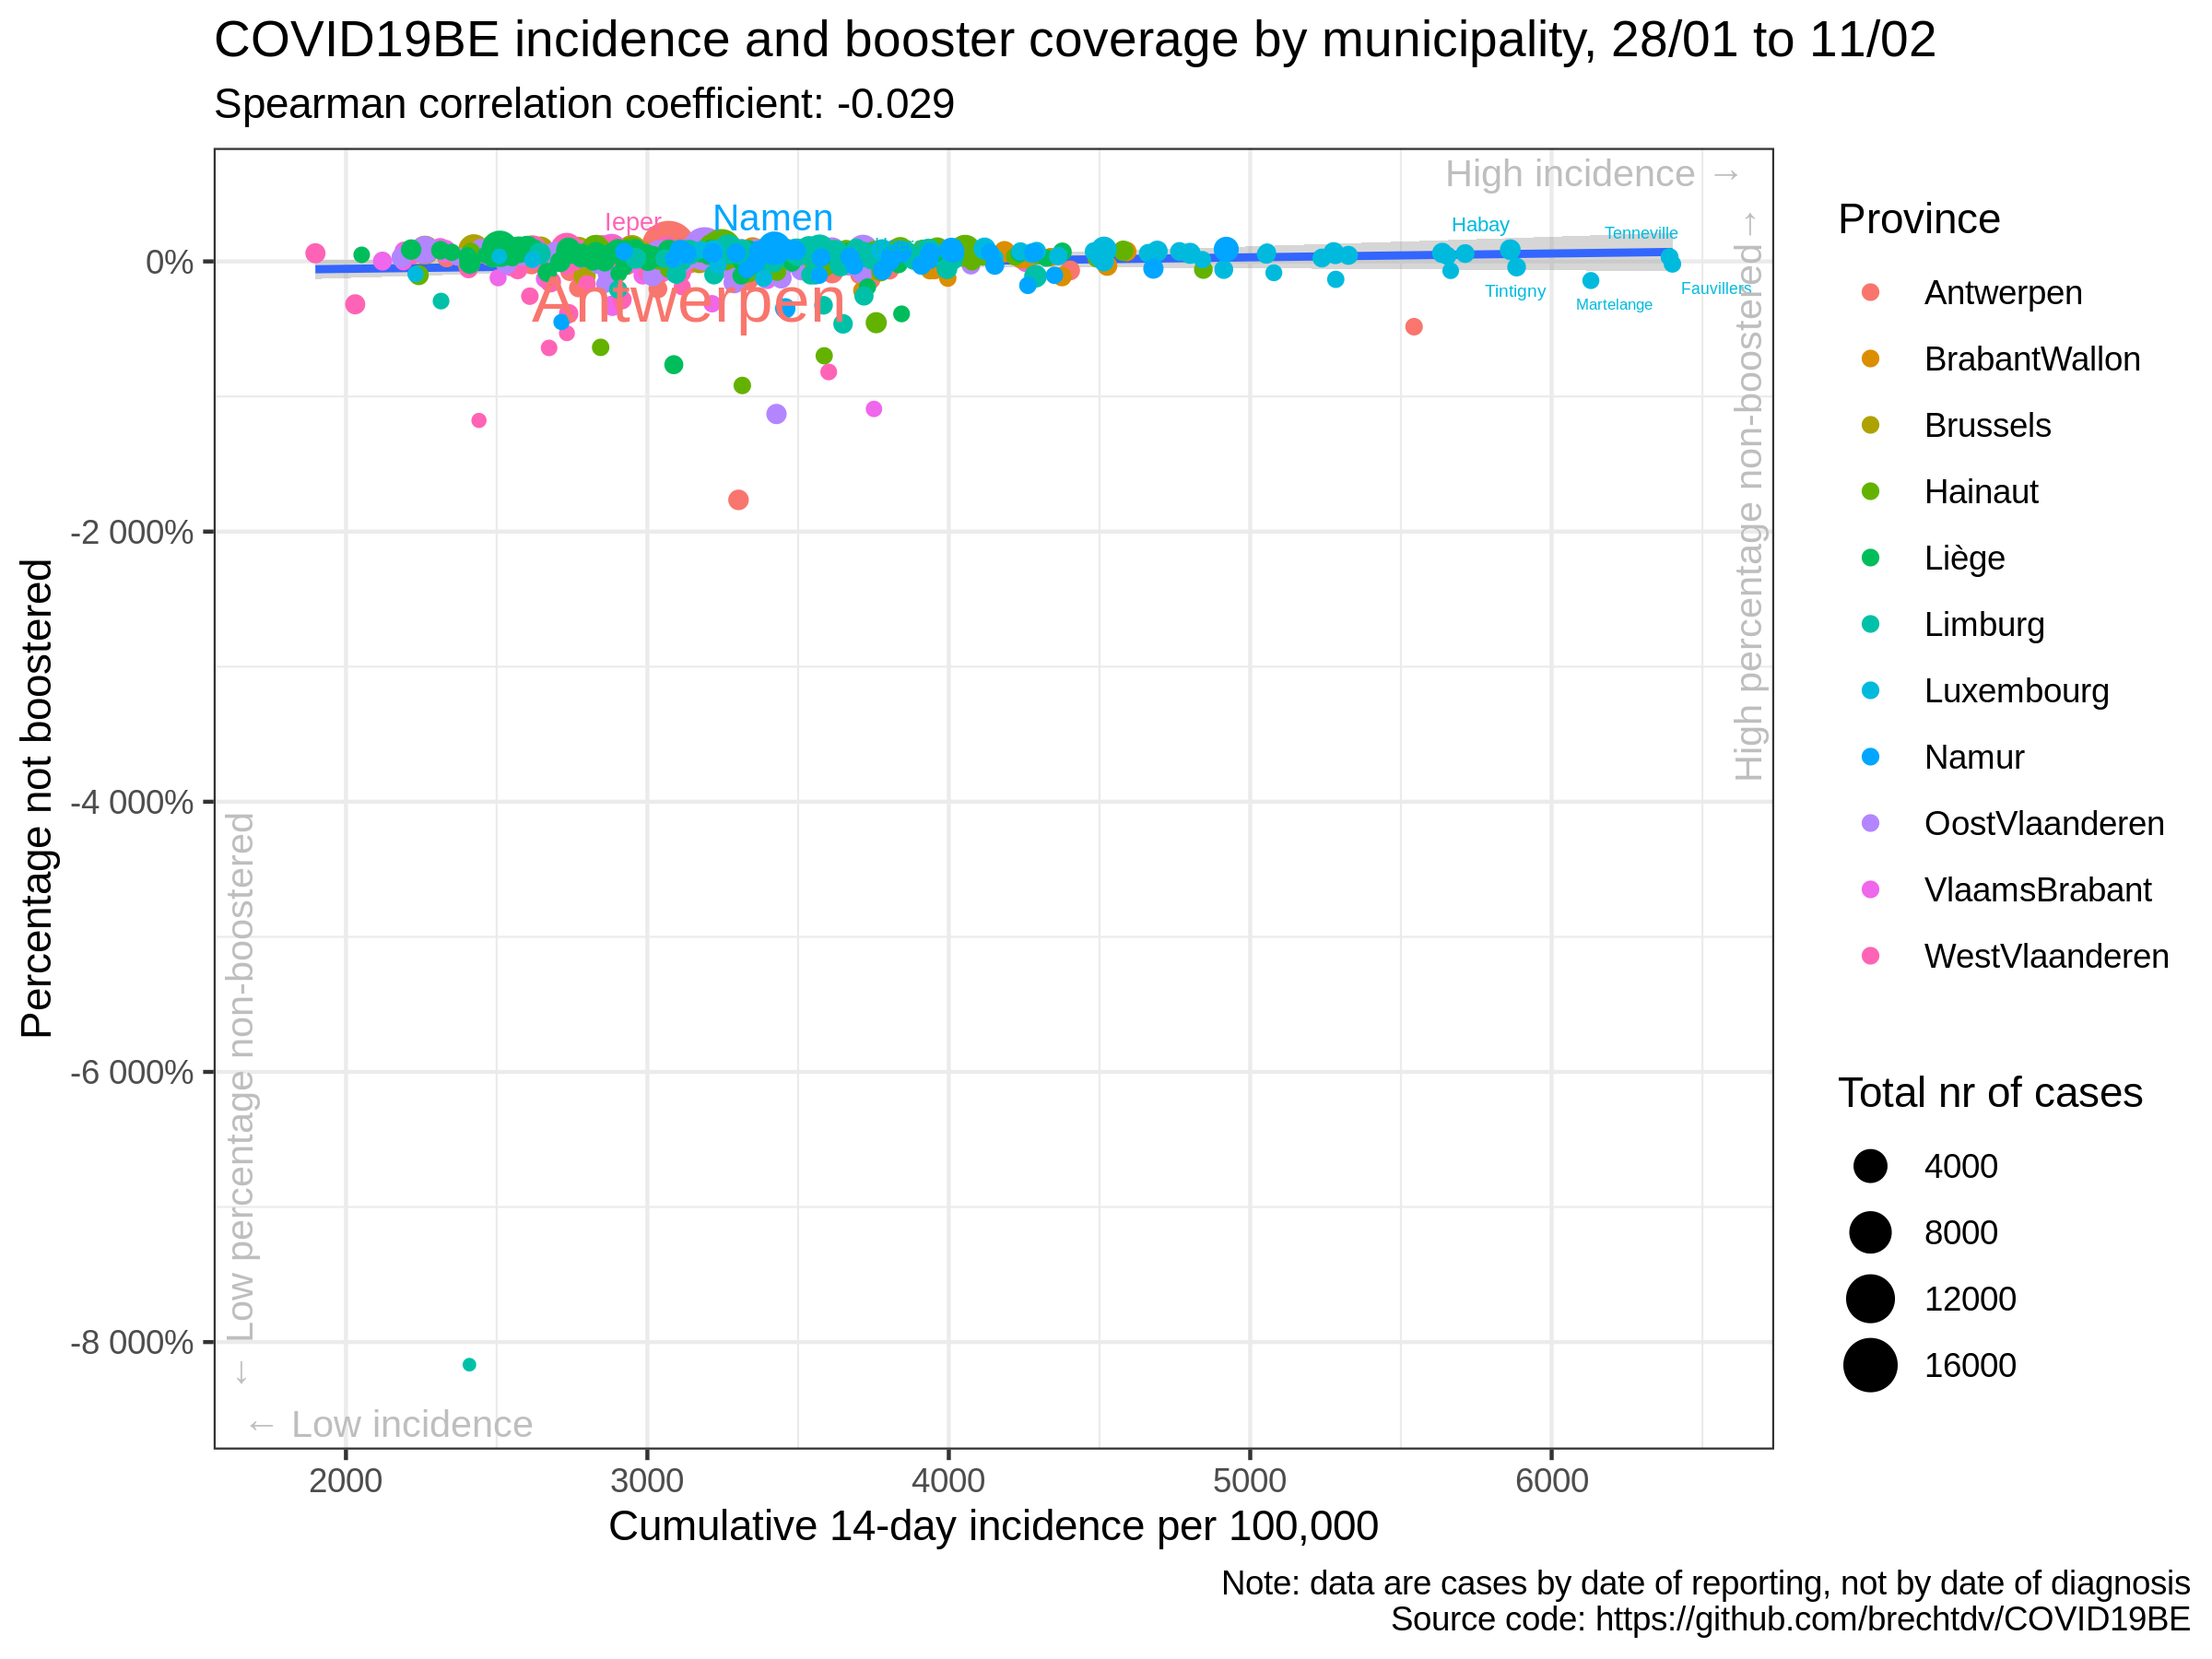 COVID19BE incidence and booster coverage by municipality, 28/01 to 11/02
Spearman correlation coefficient: -0.029
High incidence →
High percentage non-boostered →
Ieper
Namen
Habay
Tenneville
Antwerpen
Tintigny
Martelange
Fauvillers
Percentage not boostered
0%
-2 000%
-4 000%
-6 000%
-8 000%
← Low percentage non-boostered
← Low incidence
2000
3000
4000
5000
6000
Cumulative 14-day incidence per 100,000
Province
Antwerpen
BrabantWallon
Brussels
Hainaut
Liège
Limburg
Luxembourg
Namur
OostVlaanderen
VlaamsBrabant
WestVlaanderen
Total nr of cases
4000
8000
12000
16000
Note: data are cases by date of reporting, not by date of diagnosis
Source code: https://github.com/brechtdv/COVID19BE